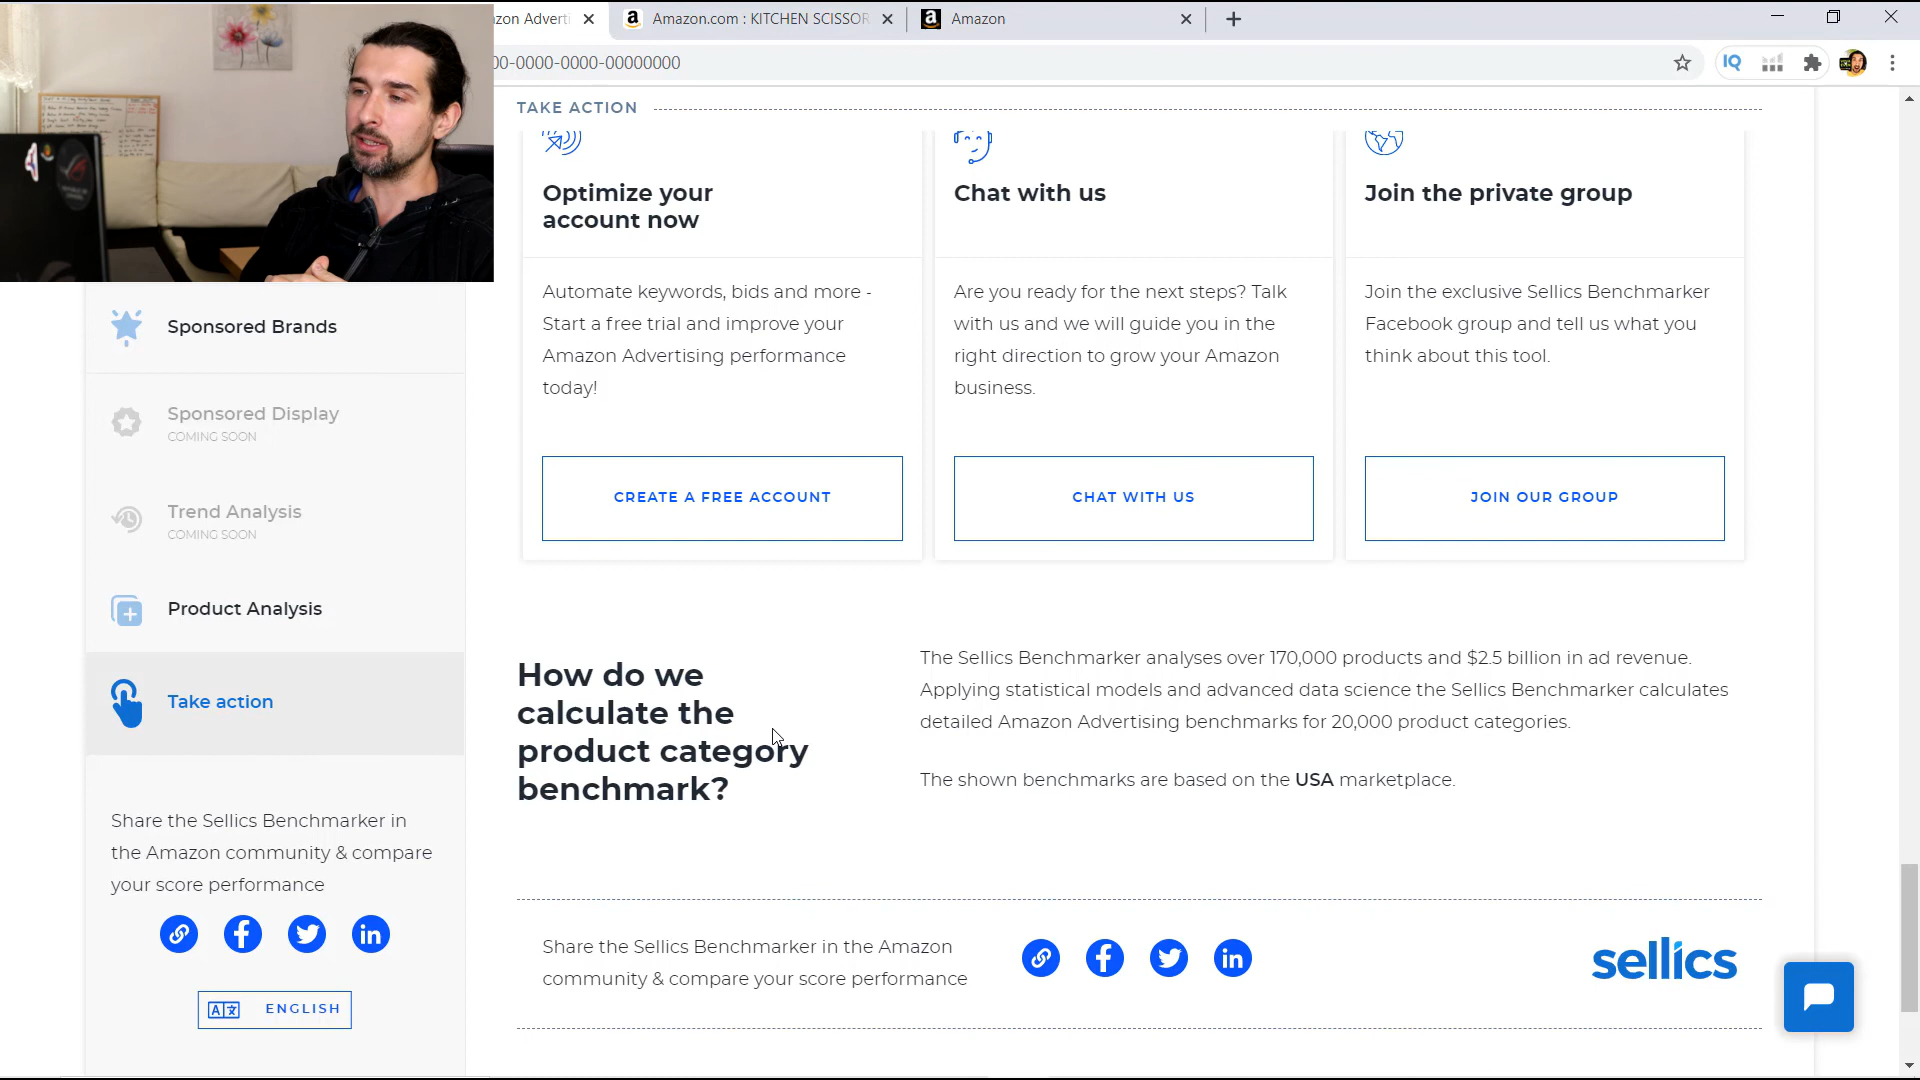 zon Adverti
Amazon.com : KITCHEN SCISSOR
Amazon
00-0000-0000-00000000
IQ
TAKE ACTION
Optimize your
account now
Automate keywords, bids and more -
Start a free trial and improve your
Amazon Advertising performance
today!
CREATE A FREE ACCOUNT
Chat with us
Are you ready for the next steps? Talk
with us and we will guide you in the
right direction to grow your Amazon
business.
CHAT WITH US
Join the private group
Join the exclusive Sellics Benchmarker
Facebook group and tell us what you
think about this tool.
JOIN OUR GROUP
Sponsored Brands
Sponsored Display
COMING SOON
Trend Analysis
COMING SOON
Product Analysis
Take action
Share the Sellics Benchmarker in
the Amazon community & compare
your score performance
ENGLISH
How do we
calculate the
product category
benchmark?
The Sellics Benchmarker analyses over 170,000 products and $2.5 billion in ad revenue.
Applying statistical models and advanced data science the Sellics Benchmarker calculates
detailed Amazon Advertising benchmarks for 20,000 product categories.
The shown benchmarks are based on the USA marketplace.
Share the Sellics Benchmarker in the Amazon
community & compare your score performance
sellics